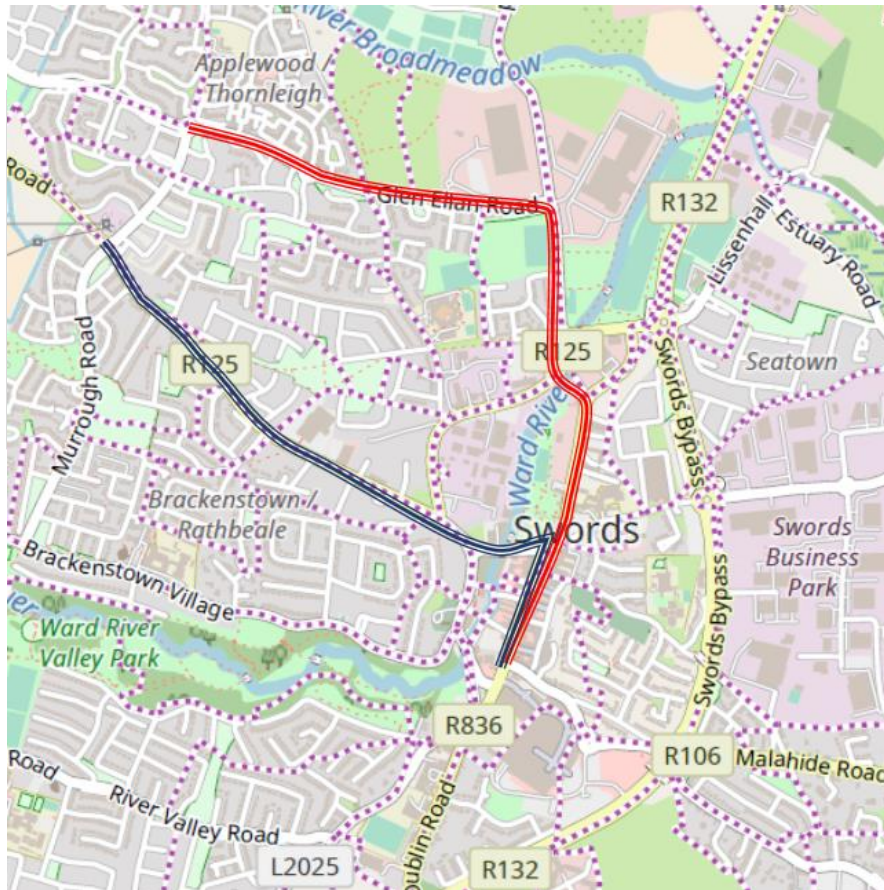 River Broadmeadow
Applewood /
Thornleigh
Road
Glen Ellan Road
R132
Lissenhall
Estuary Road
R125
R125
Seatown
Swords Bypass
Murrough Road
Ward River
Brackenstown /
Rathbeale
Swords
Swords
Business
Park
Brackenstown Village
Swords Bypass
Ward River
Valley Park
R836
R106
Malahide Road
Road
River Valley Road
L2025
R132